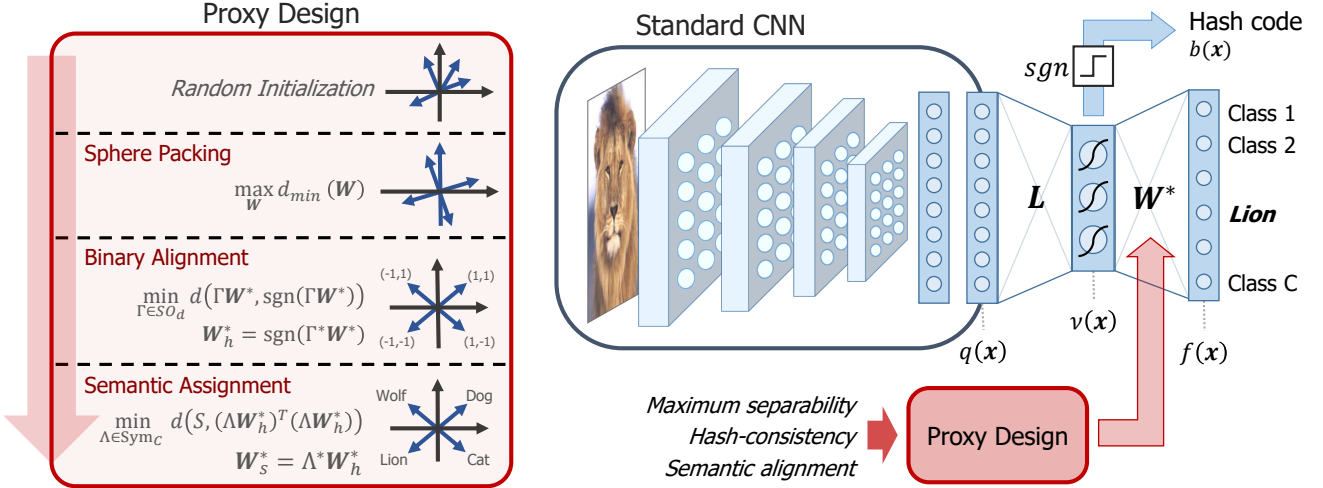 Proxy Design
Random Initialization
Sphere Packing
max d_min (W)
W
Binary Alignment
min d(ΓW*, sgn(ΓW*))
Γ∈SO_d
W*_h = sgn(Γ*W*)
(-1,1)
(1,1)
(-1,-1)
(1,-1)
Semantic Assignment
min d(S, (ΛW*_h)^T (ΛW*_h))
Λ∈Sym_C
W*_s = Λ*W*_h
Wolf
Dog
Lion
Cat
Standard CNN
sgn
Hash code
b(x)
L
W*
Class 1
Class 2
Lion
Class C
q(x)
ν(x)
f(x)
Maximum separability
Hash-consistency
Semantic alignment
Proxy Design